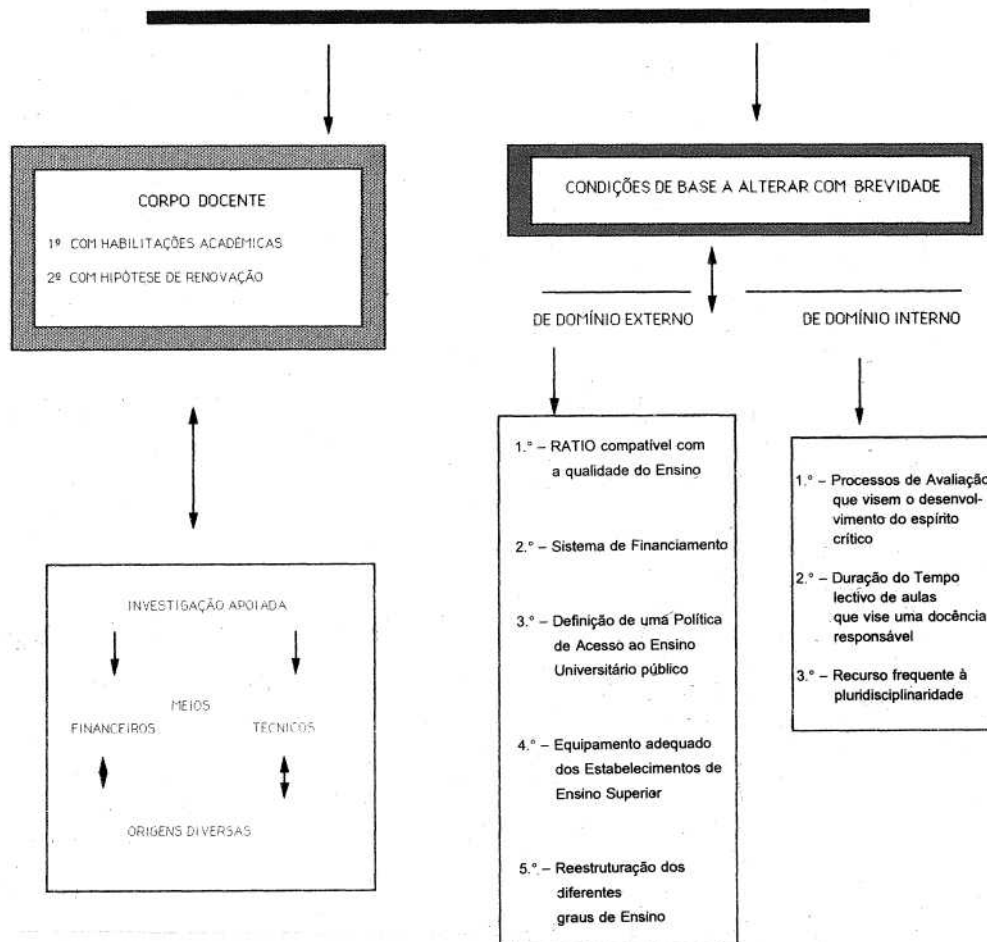 CORPO DOCENTE
1º COM HABILITAÇÕES ACADÉMICAS
2º COM HIPÓTESE DE RENOVAÇÃO
INVESTIGAÇÃO APOIADA
MEIOS
FINANCEIROS TÉCNICOS
ORIGENS DIVERSAS
CONDIÇÕES DE BASE A ALTERAR COM BREVIDADE
DE DOMÍNIO EXTERNO
1.° – RATIO compatível com
a qualidade do Ensino
2.° – Sistema de Financiamento
3.° – Definição de uma Política
de Acesso ao Ensino
Universitário público
4.° – Equipamento adequado
dos Estabelecimentos de
Ensino Superior
5.° – Reestruturação dos
diferentes
graus de Ensino
DE DOMÍNIO INTERNO
1.° – Processos de Avaliação
que visem o desenvol-
vimento do espírito
crítico
2.° – Duração do Tempo
lectivo de aulas
que vise uma docência
responsável
3.° – Recurso frequente à
pluridisciplinaridade